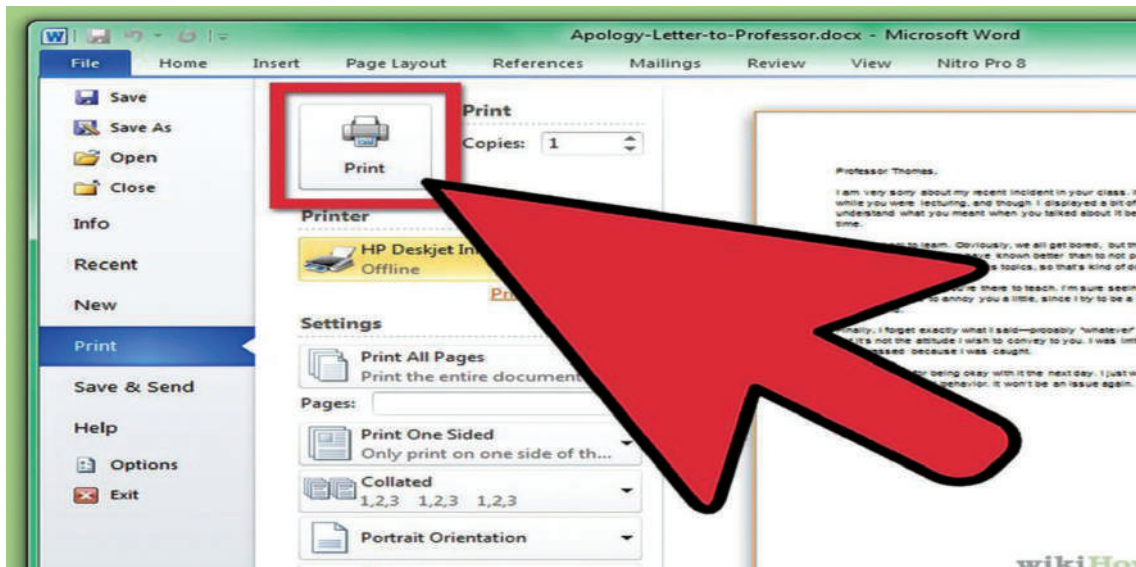 W
Apology-Letter-to-Professor.docx - Microsoft Word
File Home Insert Page Layout References Mailings Review View Nitro Pro 8
Save
Save As
Open
Close
Info
Recent
New
Print
Save & Send
Help
Options
Exit
Print
Print
Copies: 1
Printer
HP Deskjet In
Offline
Settings
Print All Pages
Print the entire document
Pages:
Print One Sided
Only print on one side of th...
Collated
1,2,3 1,2,3 1,2,3
Portrait Orientation
Professor Thomas,
I am very sorry about my recent incident in your class. I
while you were lecturing, and though I displayed a bit of
understand what you meant when you talked about it be
time.
to learn. Obviously, we all get bored, but th
known better than to not p
topics, so that's kind of d
there to teach. I'm sure seein
to annoy you a little, since I try to be a
Finally, I forget exactly what I said—probably "whatever"
it's not the attitude I wish to convey to you. I was
because I was caught.
for being okay with it the next day. I just w
behavior. It won't be an issue again.
wikiHow